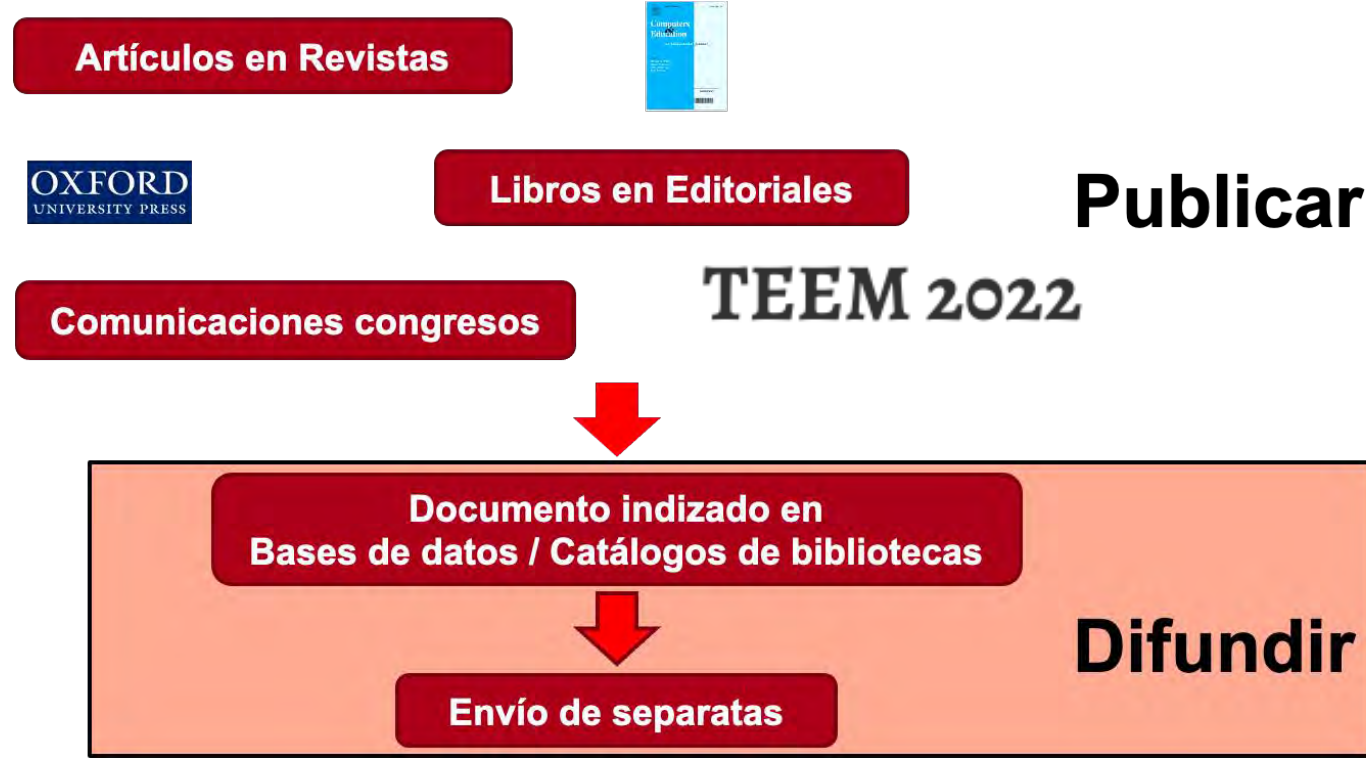 Artículos en Revistas
Computers
Education
OXFORD
UNIVERSITY PRESS
Libros en Editoriales
Publicar
Comunicaciones congresos
TEEM 2022
Documento indizado en
Bases de datos / Catálogos de bibliotecas
Difundir
Envío de separatas